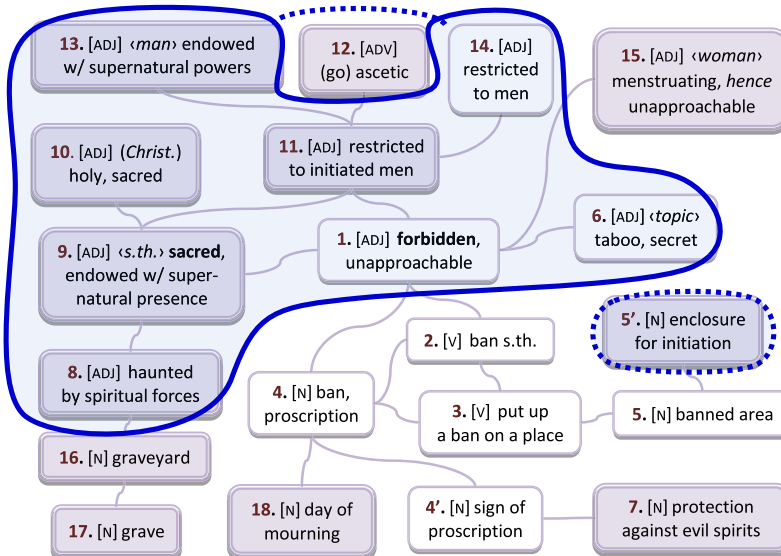 13. [ADJ] ‹man› endowed
w/ supernatural powers
12. [ADV]
(go) ascetic
14. [ADJ]
restricted
to men
15. [ADJ] ‹woman›
menstruating, hence
unapproachable
10. [ADJ] (Christ.)
holy, sacred
11. [ADJ] restricted
to initiated men
9. [ADJ] ‹s.th.› sacred,
endowed w/ super-
natural presence
1. [ADJ] forbidden,
unapproachable
6. [ADJ] ‹topic›
taboo, secret
2. [V] ban s.th.
5’. [N] enclosure
for initiation
8. [ADJ] haunted
by spiritual forces
4. [N] ban,
proscription
3. [V] put up
a ban on a place
5. [N] banned area
16. [N] graveyard
17. [N] grave
18. [N] day of
mourning
4’. [N] sign of
proscription
7. [N] protection
against evil spirits